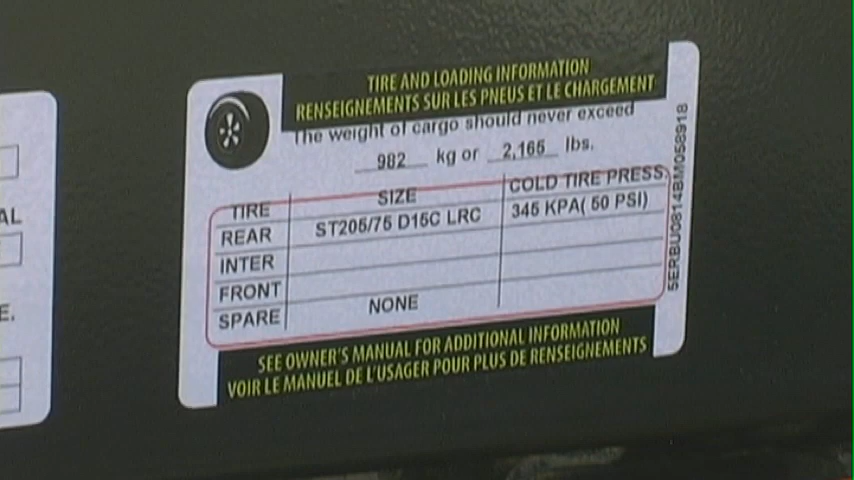 TIRE AND LOADING INFORMATION
RENSEIGNEMENTS SUR LES PNEUS ET LE CHARGEMENT
The weight of cargo should never exceed
982 kg or 2,165 lbs.
TIRE SIZE COLD TIRE PRESS.
REAR ST205/75 D15C LRC 345 KPA( 50 PSI)
INTER
FRONT
SPARE NONE
SEE OWNER'S MANUAL FOR ADDITIONAL INFORMATION
VOIR LE MANUEL DE L'USAGER POUR PLUS DE RENSEIGNEMENTS
5ERBU0814BM058918
AL
E.